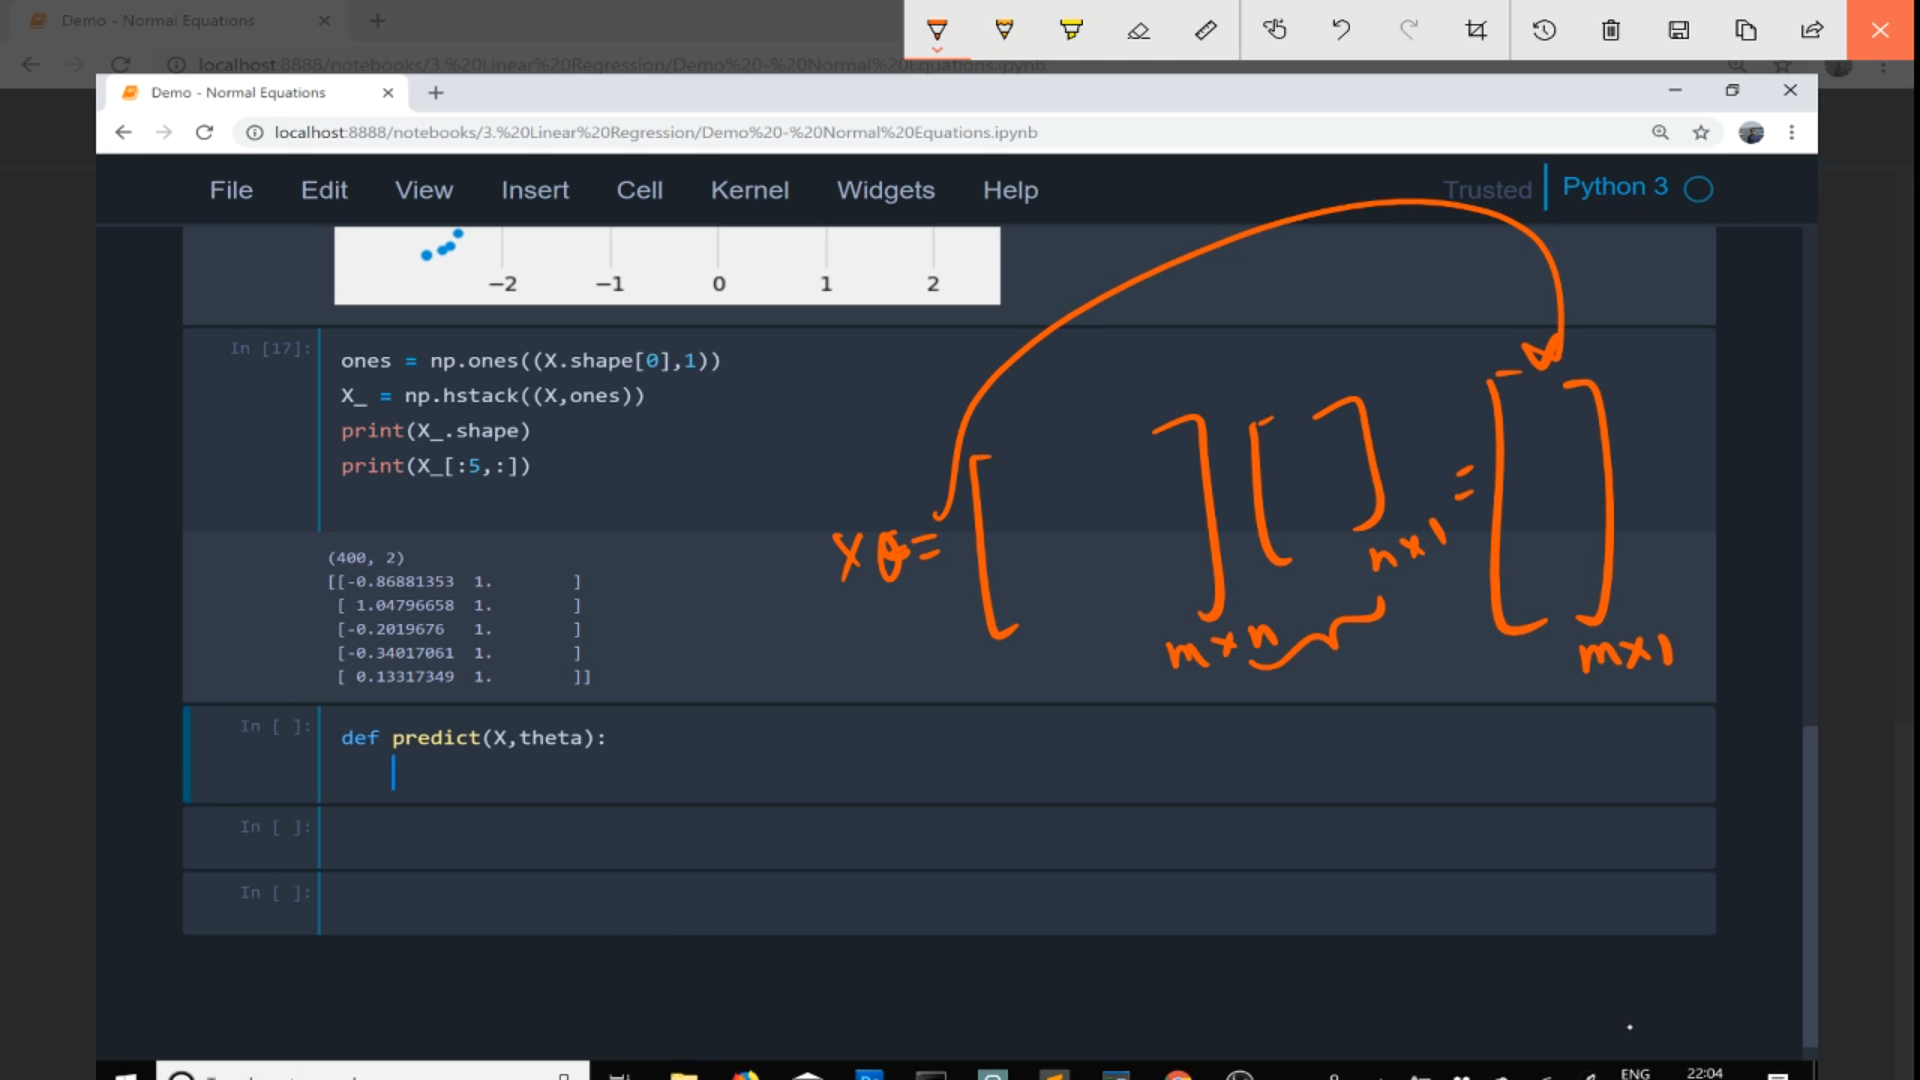 Demo - Normal Equations
localhost:8888/notebooks/3.%20Linear%20Regression/Demo%20-%20Normal%20Equations.ipynb
Demo - Normal Equations
localhost:8888/notebooks/3.%20Linear%20Regression/Demo%20-%20Normal%20Equations.ipynb
File Edit View Insert Cell Kernel Widgets Help Trusted Python 3
−2 −1 0 1 2
In [17]:
ones = np.ones((X.shape[0],1))
X_ = np.hstack((X,ones))
print(X_.shape)
print(X_[:5,:])
(400, 2)
[[-0.86881353 1. ]
[ 1.04796658 1. ]
[-0.2019676 1. ]
[-0.34017061 1. ]
[ 0.13317349 1. ]]
Xθ= [ ] [ ] = [ ]
n×1
m×n
m×1
In [ ]:
def predict(X,theta):
In [ ]:
In [ ]:
ENG
22:04